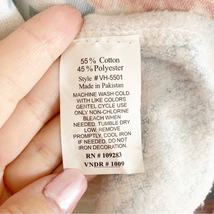 55% Cotton
45% Polyester
Style #VH-5501
Made in Pakistan
MACHINE WASH COLD
WITH LIKE COLORS
GENTEL CYCLE USE
ONLY NON-CHLORINE
BLEACH WHEN
NEEDED. TUMBLE DRY
LOW, REMOVE
PROMPTLY, COOL IRON
IF NEEDED. DO NOT
IRON DECORATION.
RN # 109283
VNDR # 1009